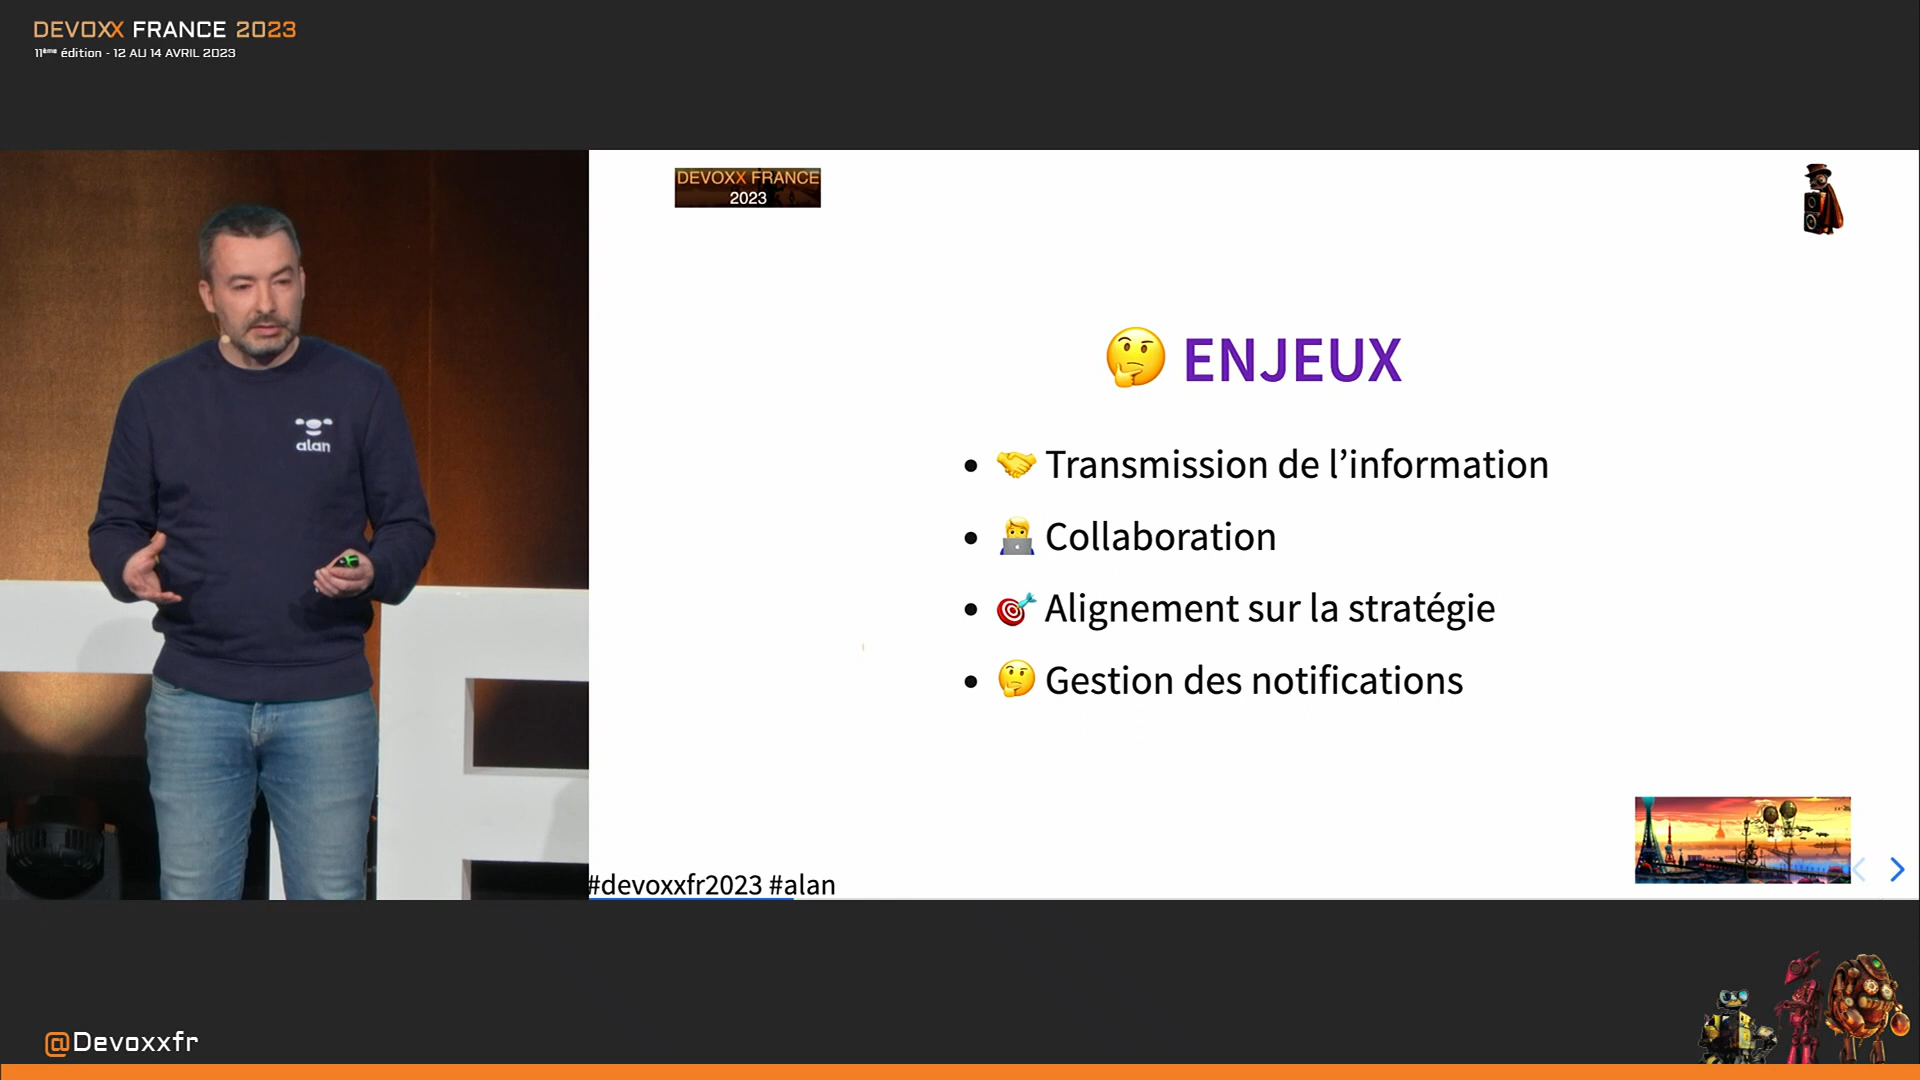 DEVOXX FRANCE 2023
11ème édition - 12 AU 14 AVRIL 2023
alan
DEVOXX FRANCE
2023
🤔 ENJEUX
• 🤝 Transmission de l’information
• 🧑‍💻 Collaboration
• 🎯 Alignement sur la stratégie
• 🤔 Gestion des notifications
#devoxxfr2023 #alan
@Devoxxfr